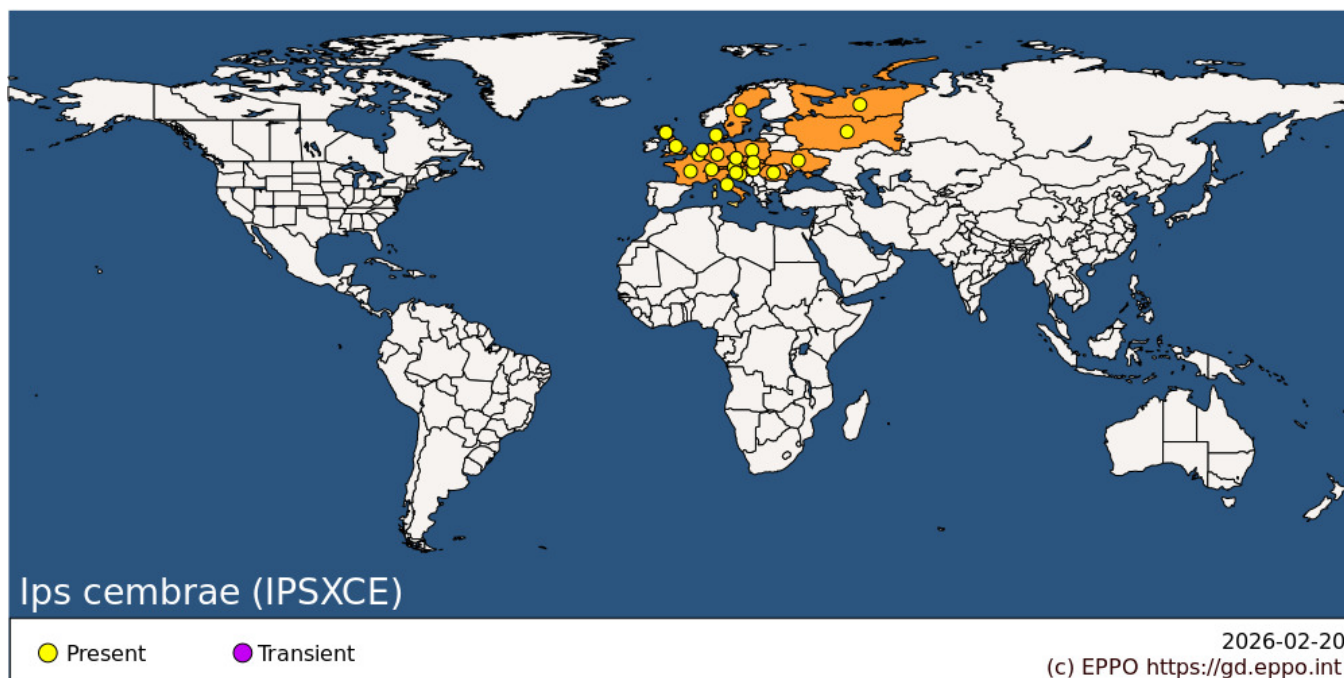 Ips cembrae (IPSXCE)
Present
Transient
2026-02-20
(c) EPPO https://gd.eppo.int